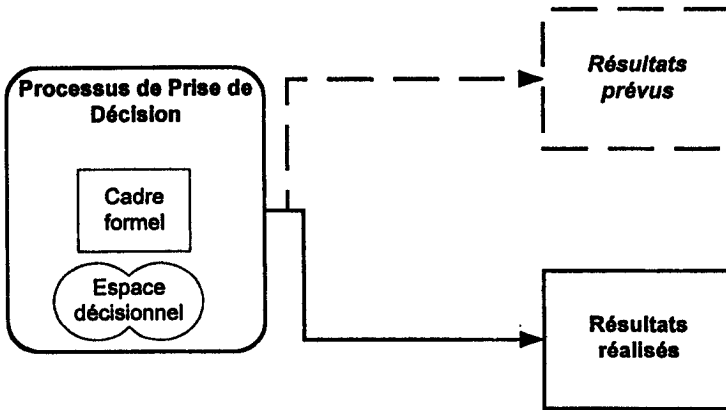 Processus de Prise de
Décision
Cadre
formel
Espace
décisionnel
Résultats
prévus
Résultats
réalisés